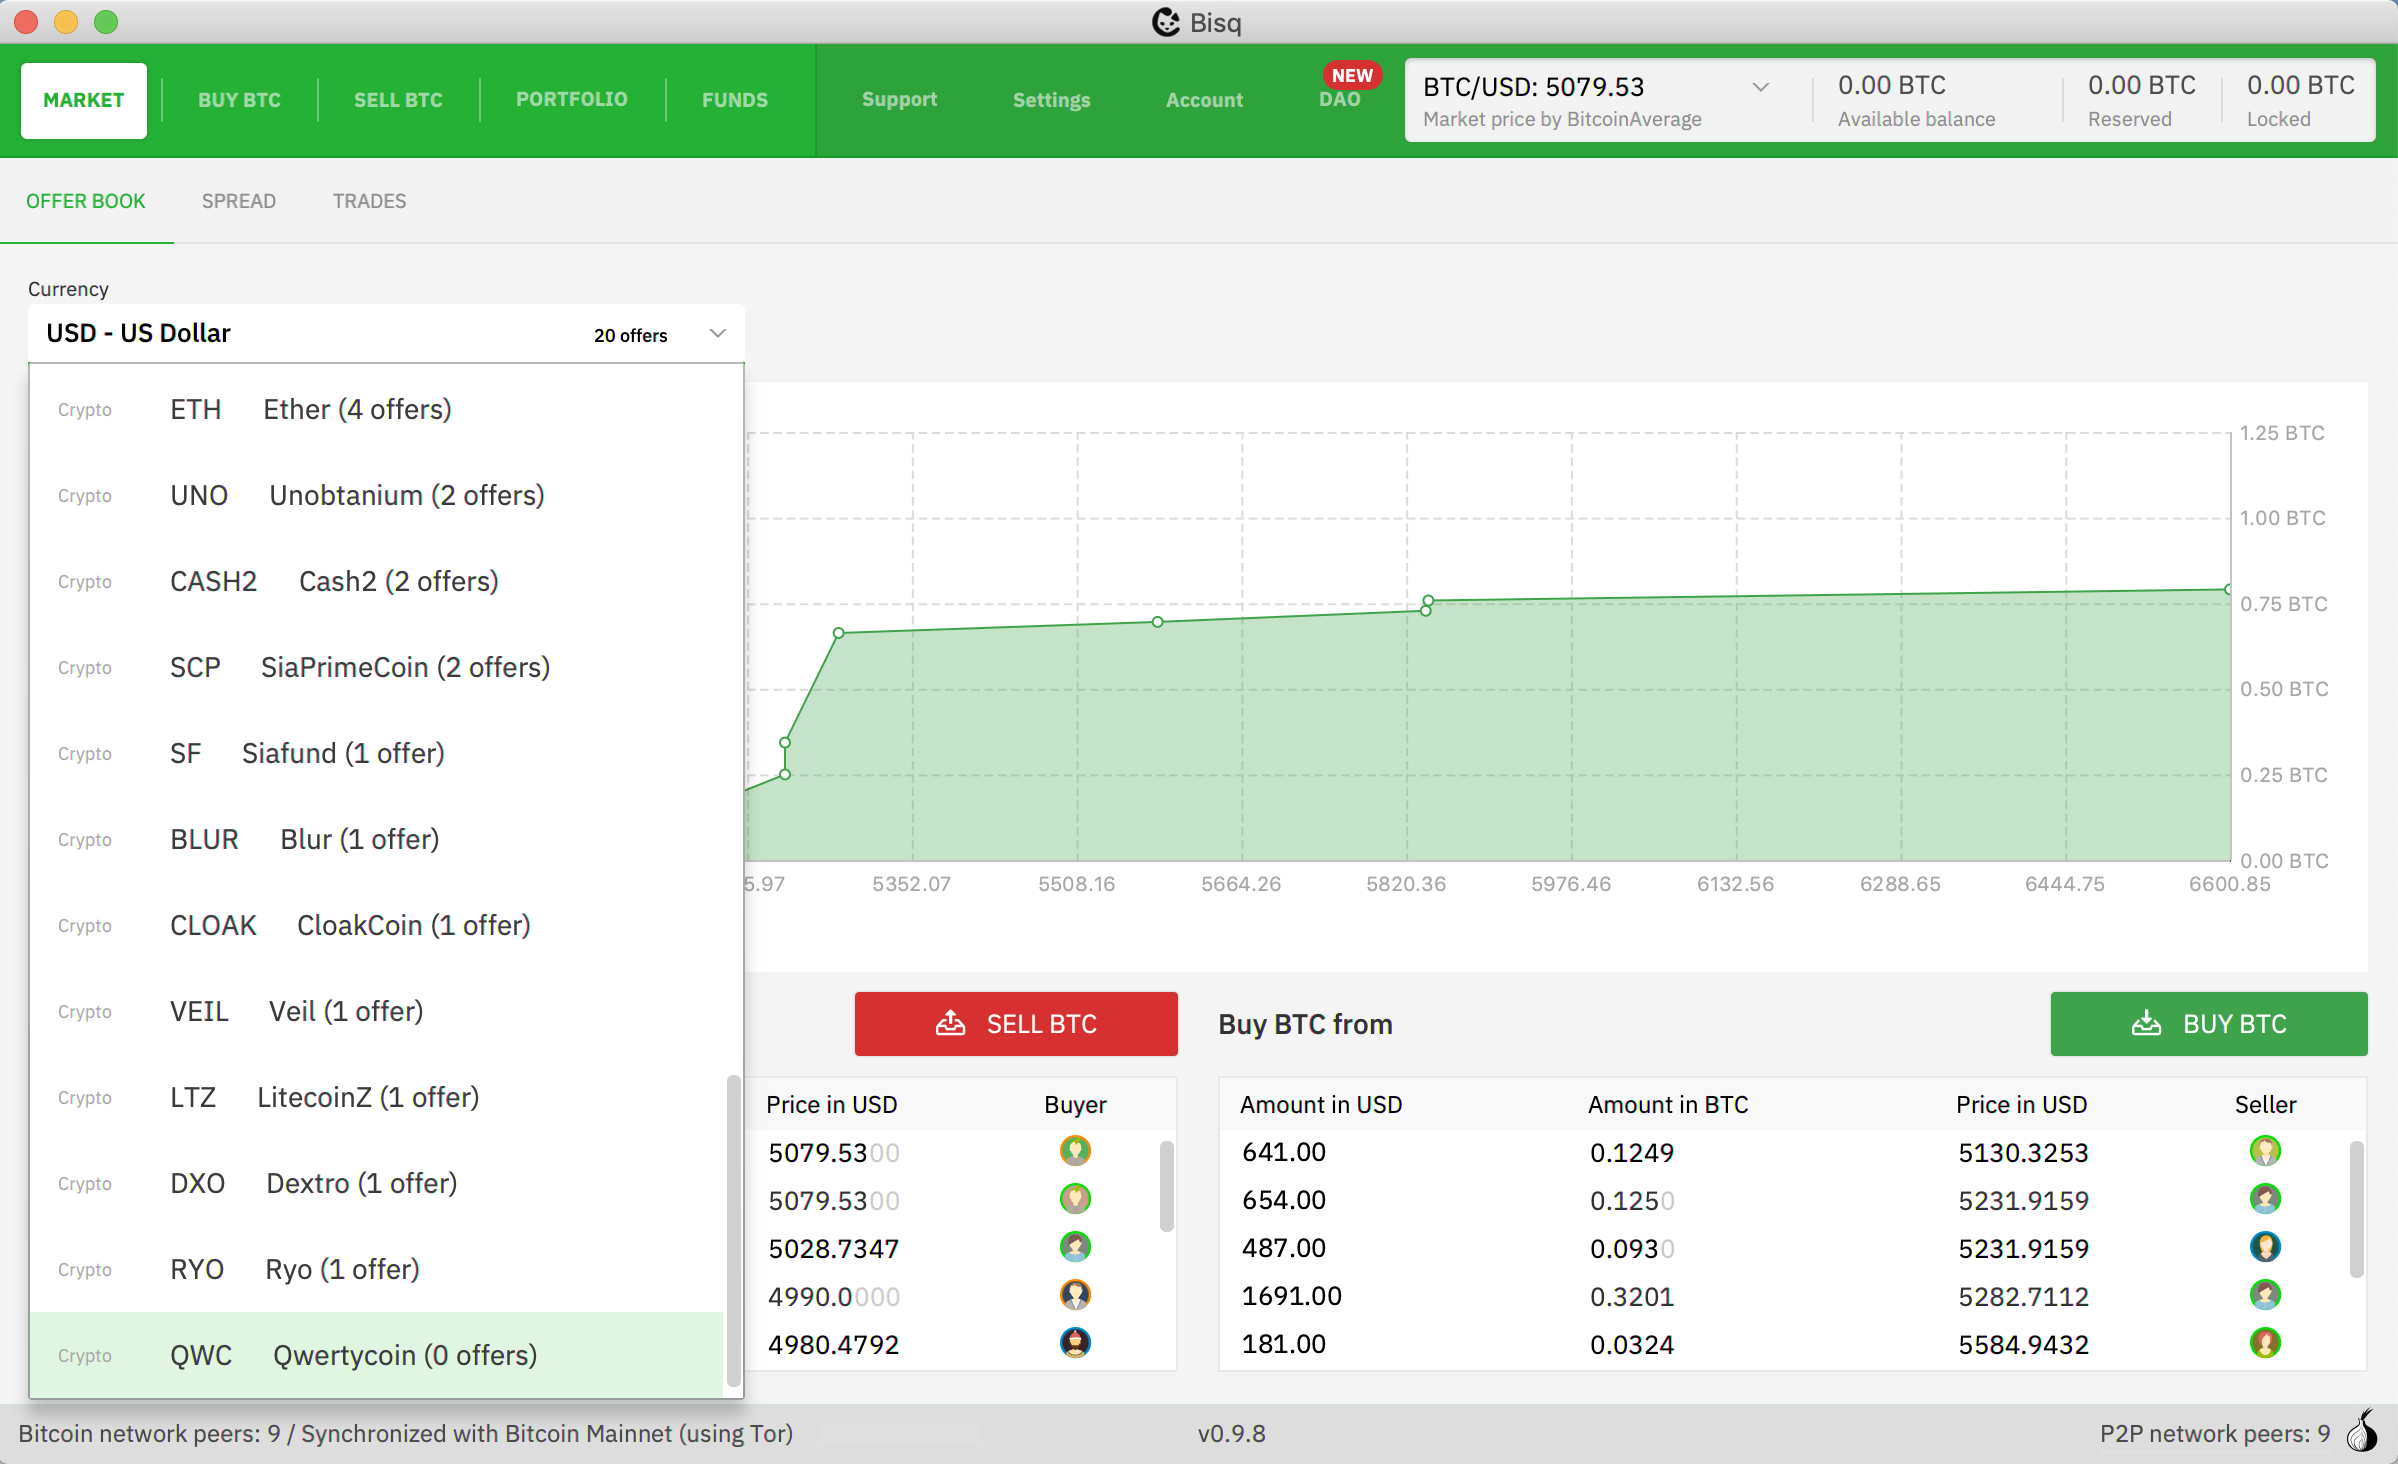 Bisq
MARKET
BUY BTC
SELL BTC
PORTFOLIO
FUNDS
Support
Settings
Account
NEW
DAO
BTC/USD: 5079.53
Market price by BitcoinAverage
0.00 BTC
Available balance
0.00 BTC
Reserved
0.00 BTC
Locked
OFFER BOOK
SPREAD
TRADES
Currency
USD - US Dollar 20 offers
Crypto ETH Ether (4 offers)
Crypto UNO Unobtanium (2 offers)
Crypto CASH2 Cash2 (2 offers)
Crypto SCP SiaPrimeCoin (2 offers)
Crypto SF Siafund (1 offer)
Crypto BLUR Blur (1 offer)
Crypto CLOAK CloakCoin (1 offer)
Crypto VEIL Veil (1 offer)
Crypto LTZ LitecoinZ (1 offer)
Crypto DXO Dextro (1 offer)
Crypto RYO Ryo (1 offer)
Crypto QWC Qwertycoin (0 offers)
1.25 BTC
1.00 BTC
0.75 BTC
0.50 BTC
0.25 BTC
0.00 BTC
5.97 5352.07 5508.16 5664.26 5820.36 5976.46 6132.56 6288.65 6444.75 6600.85
SELL BTC
Price in USD Buyer
5079.5300
5079.5300
5028.7347
4990.0000
4980.4792
Buy BTC from
BUY BTC
Amount in USD Amount in BTC Price in USD Seller
641.00 0.1249 5130.3253
654.00 0.1250 5231.9159
487.00 0.0930 5231.9159
1691.00 0.3201 5282.7112
181.00 0.0324 5584.9432
Bitcoin network peers: 9 / Synchronized with Bitcoin Mainnet (using Tor)
v0.9.8
P2P network peers: 9